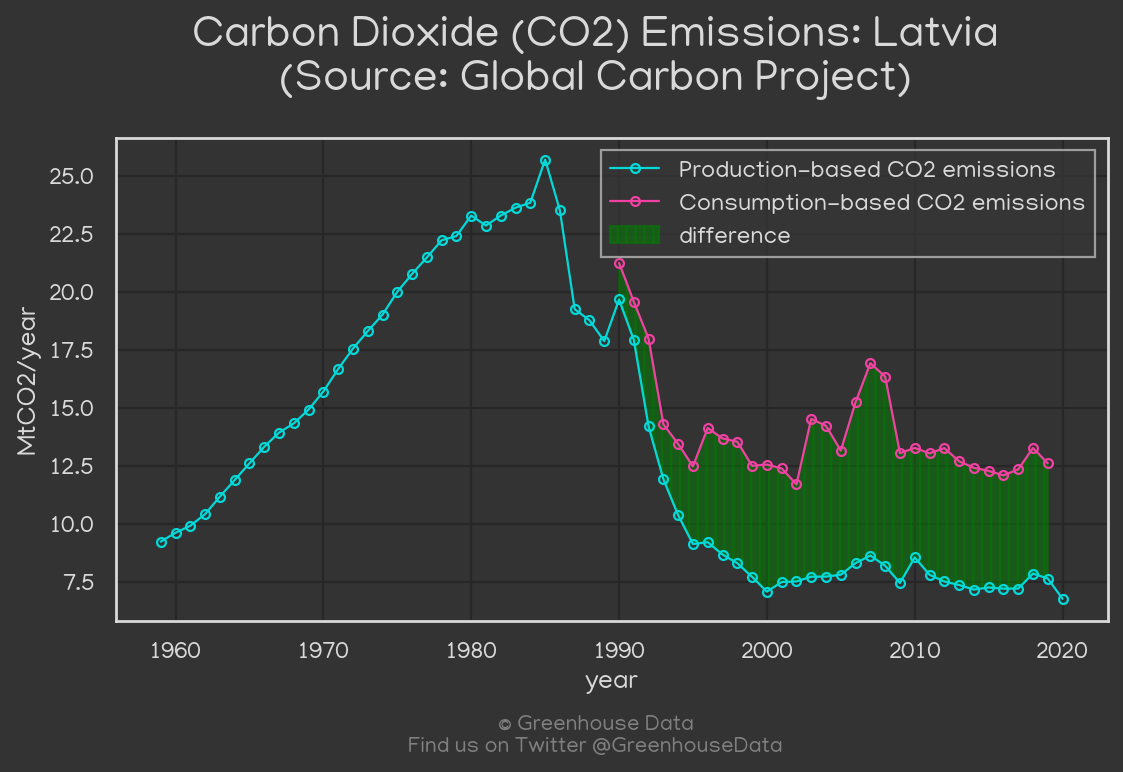 Carbon Dioxide (CO2) Emissions: Latvia
(Source: Global Carbon Project)
Production-based CO2 emissions
Consumption-based CO2 emissions
difference
MtCO2/year
25.0
22.5
20.0
17.5
15.0
12.5
10.0
7.5
1960 1970 1980 1990 2000 2010 2020
year
© Greenhouse Data
Find us on Twitter @GreenhouseData